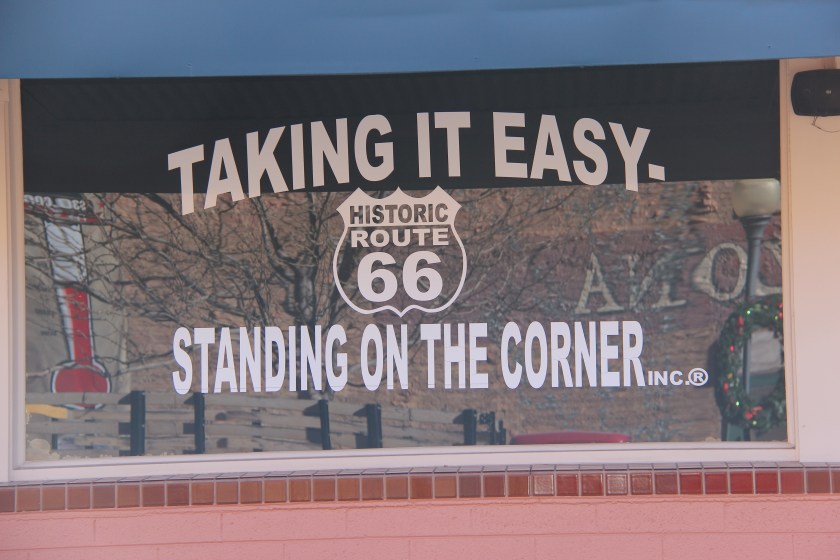 TAKING IT EASY-
HISTORIC
ROUTE
66
STANDING ON THE CORNER INC.®